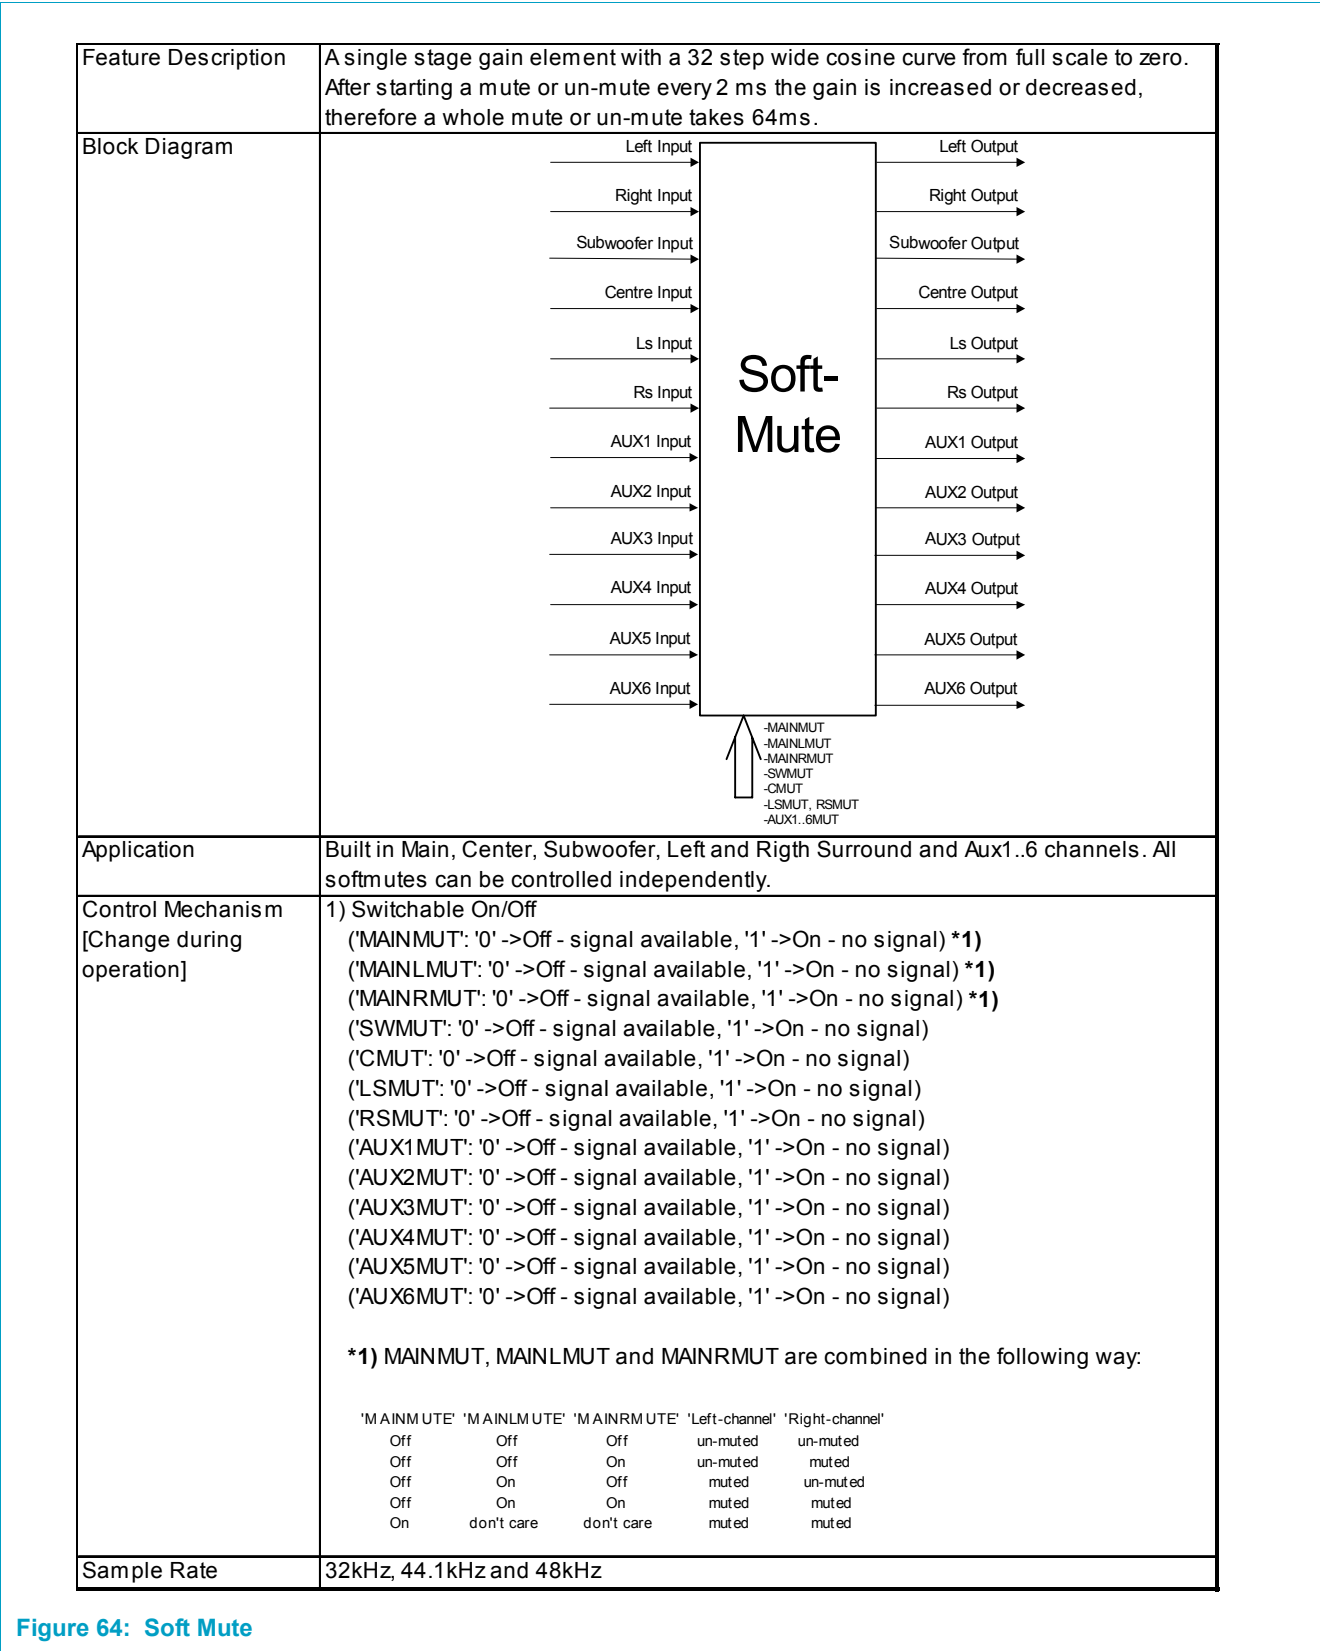 Feature Description
A single stage gain element with a 32 step wide cosine curve from full scale to zero.
After starting a mute or un-mute every 2 ms the gain is increased or decreased,
therefore a whole mute or un-mute takes 64ms.
Block Diagram
Left Input
Left Output
Right Input
Right Output
Subwoofer Input
Subwoofer Output
Centre Input
Centre Output
Ls Input
Ls Output
Rs Input
Rs Output
Soft-
Mute
AUX1 Input
AUX1 Output
AUX2 Input
AUX2 Output
AUX3 Input
AUX3 Output
AUX4 Input
AUX4 Output
AUX5 Input
AUX5 Output
AUX6 Input
AUX6 Output
-MAINMUT
-MAINLMUT
-MAINRMUT
-SWMUT
-CMUT
-LSMUT, RSMUT
-AUX1..6MUT
Application
Built in Main, Center, Subwoofer, Left and Rigth Surround and Aux1..6 channels. All
softmutes can be controlled independently.
Control Mechanism
[Change during
operation]
1) Switchable On/Off
('MAINMUT': '0' ->Off - signal available, '1' ->On - no signal) *1)
('MAINLMUT': '0' ->Off - signal available, '1' ->On - no signal) *1)
('MAINRMUT': '0' ->Off - signal available, '1' ->On - no signal) *1)
('SWMUT': '0' ->Off - signal available, '1' ->On - no signal)
('CMUT': '0' ->Off - signal available, '1' ->On - no signal)
('LSMUT': '0' ->Off - signal available, '1' ->On - no signal)
('RSMUT': '0' ->Off - signal available, '1' ->On - no signal)
('AUX1MUT': '0' ->Off - signal available, '1' ->On - no signal)
('AUX2MUT': '0' ->Off - signal available, '1' ->On - no signal)
('AUX3MUT': '0' ->Off - signal available, '1' ->On - no signal)
('AUX4MUT': '0' ->Off - signal available, '1' ->On - no signal)
('AUX5MUT': '0' ->Off - signal available, '1' ->On - no signal)
('AUX6MUT': '0' ->Off - signal available, '1' ->On - no signal)
*1) MAINMUT, MAINLMUT and MAINRMUT are combined in the following way:
'MAINMUTE' 'MAINLMUTE' 'MAINRMUTE' 'Left-channel' 'Right-channel'
Off Off Off un-muted un-muted
Off Off On un-muted muted
Off On Off muted un-muted
Off On On muted muted
On don't care don't care muted muted
Sample Rate
32kHz, 44.1kHz and 48kHz
Figure 64: Soft Mute